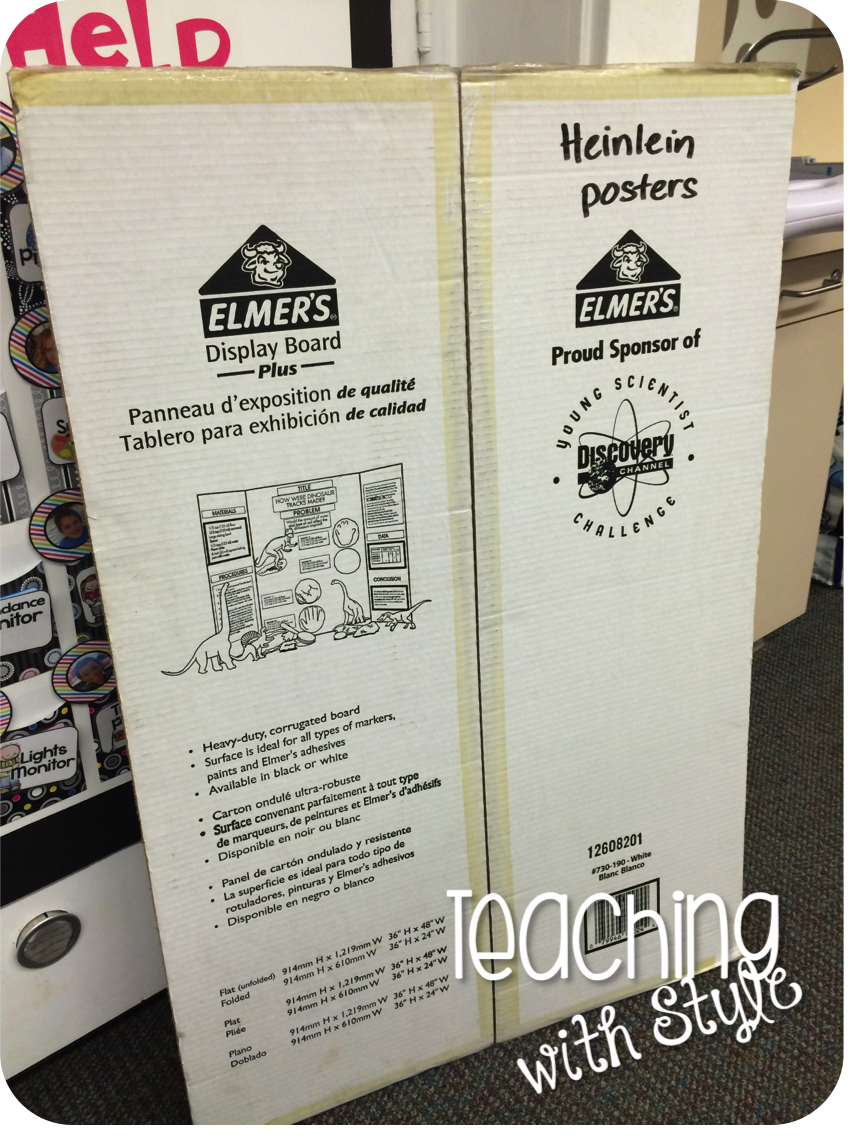 HeLp
Heinlein
posters
ELMER'S®
Display Board
Plus
Panneau d'exposition de qualité
Tablero para exhibición de calidad
TITLE
HOW WERE DINOSAUR
TRACKS MADE?
PROBLEM
MATERIALS
PROCEDURES
DATA
CONCLUSION
• Heavy-duty, corrugated board
• Surface is ideal for all types of markers,
paints and Elmer's adhesives
• Available in black or white
• Carton ondulé ultra-robuste
• Surface convenant parfaitement à tout type
de marqueurs, de peintures et Elmer's d'adhésifs
• Disponible en noir ou blanc
• Panel de cartón ondulado y resistente
• La superficie es ideal para todo tipo de
rotuladores, pinturas y Elmer's adhesivos
• Disponible en negro o blanco
Flat (unfolded) 914mm H x 1,219mm W 36" H x 48" W
Folded 914mm H x 610mm W 36" H x 24" W
Plat 914mm H x 1,219mm W 36" H x 48" W
Pliée 914mm H x 610mm W 36" H x 24" W
Plano 914mm H x 1,219mm W 36" H x 48" W
Doblado 914mm H x 610mm W 36" H x 24" W
ELMER'S®
Proud Sponsor of
YOUNG SCIENTIST
Discovery
CHANNEL
CHALLENGE
12608201
#730-190 - White
Blanc Blanco
Lights
Monitor
Teaching
with Style